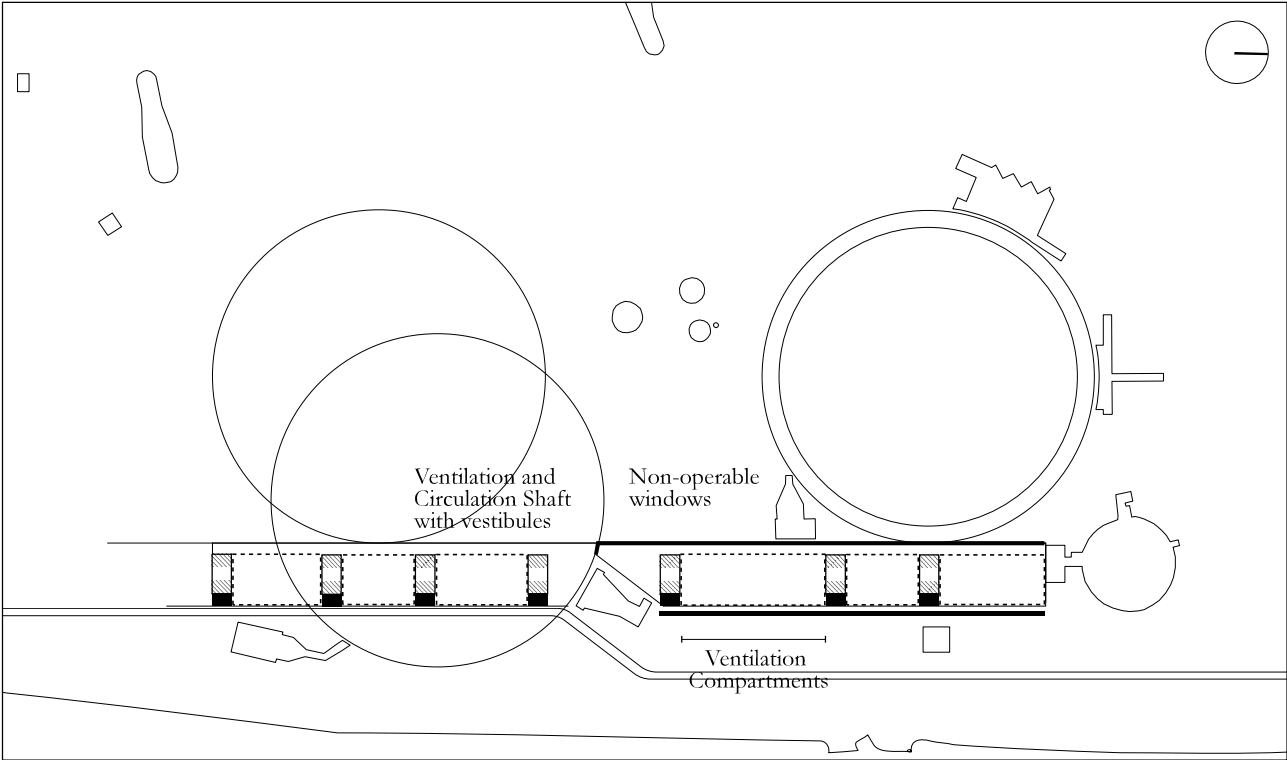 Ventilation and
Circulation Shaft
with vestibules
Non-operable
windows
Ventilation
Compartments